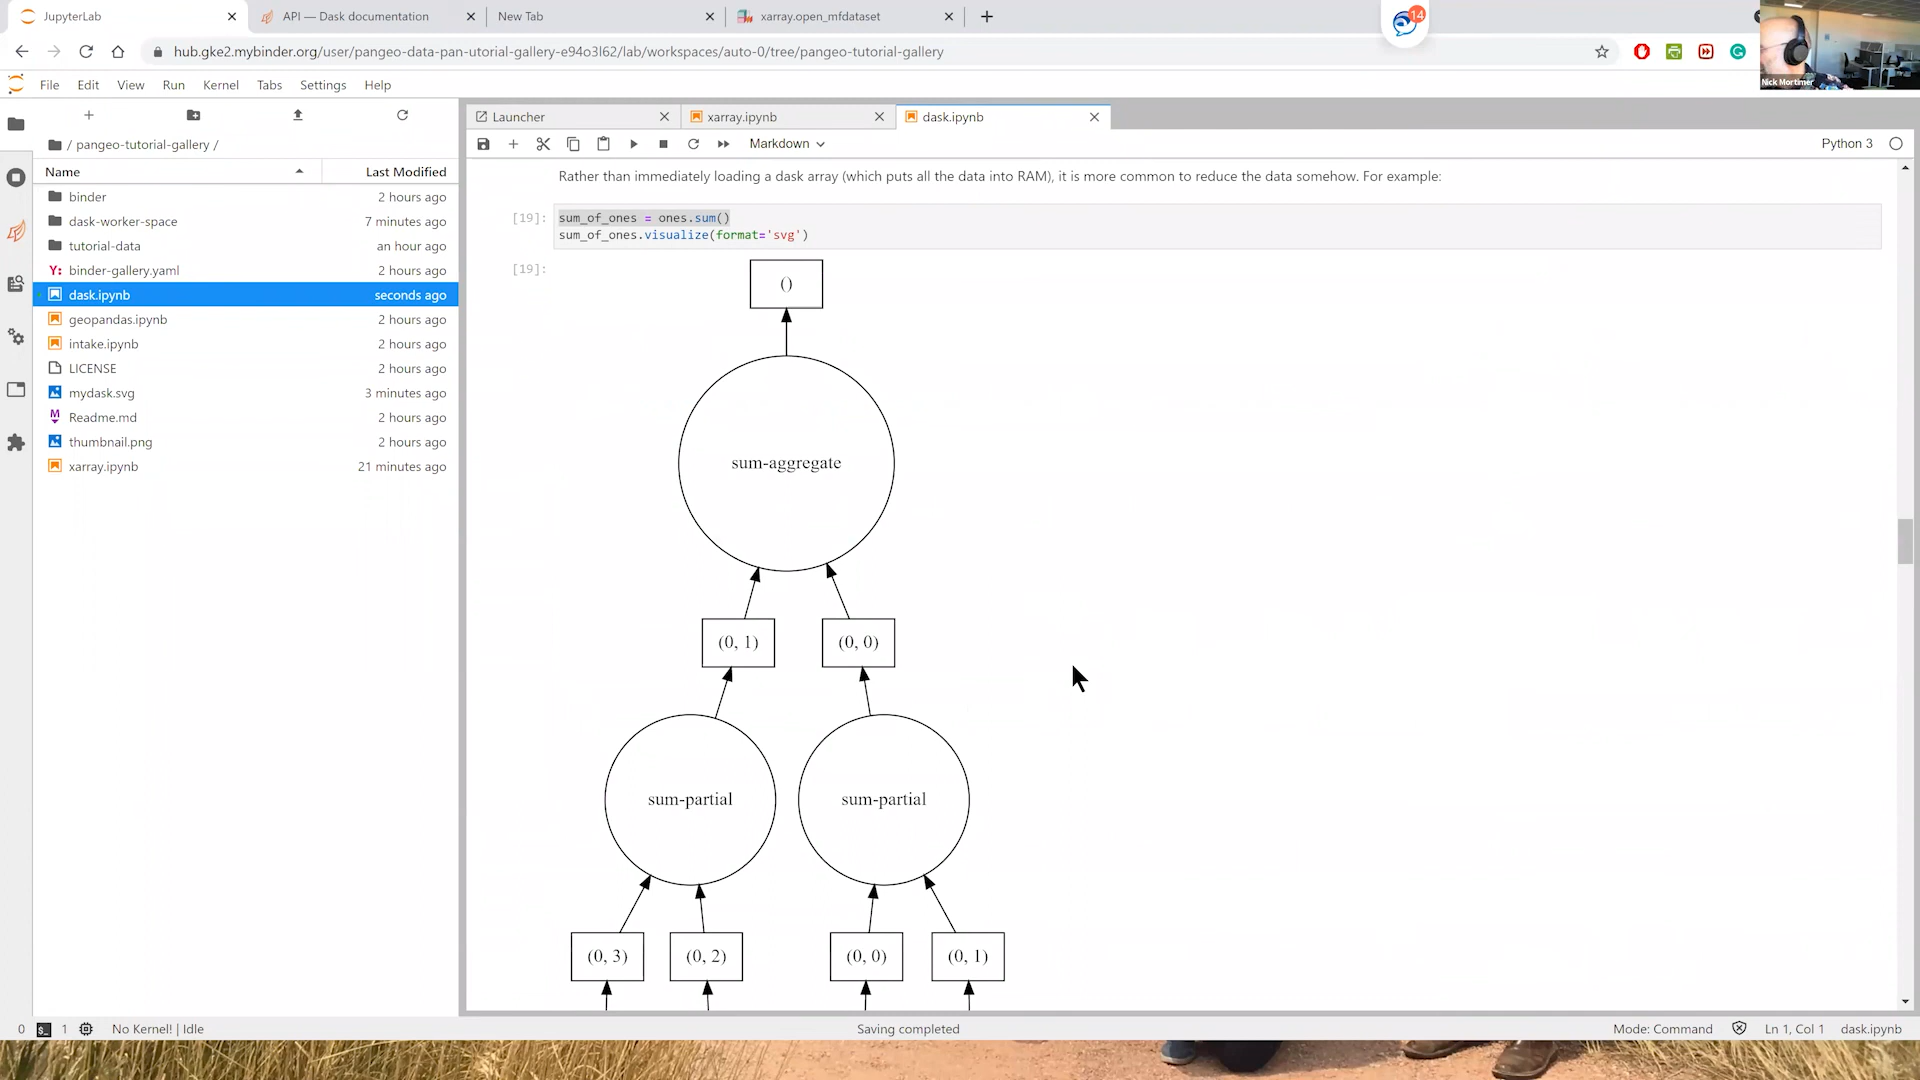 JupyterLab
API — Dask documentation
New Tab
xarray.open_mfdataset
14
hub.gke2.mybinder.org/user/pangeo-data-pan-utorial-gallery-e94o3l62/lab/workspaces/auto-0/tree/pangeo-tutorial-gallery
Nick Mortimer
File Edit View Run Kernel Tabs Settings Help
Launcher
xarray.ipynb
dask.ipynb
/ pangeo-tutorial-gallery /
Markdown
Python 3
Name Last Modified
binder 2 hours ago
dask-worker-space 7 minutes ago
tutorial-data an hour ago
Y: binder-gallery.yaml 2 hours ago
dask.ipynb seconds ago
geopandas.ipynb 2 hours ago
intake.ipynb 2 hours ago
LICENSE 2 hours ago
mydask.svg 3 minutes ago
M Readme.md 2 hours ago
thumbnail.png 2 hours ago
xarray.ipynb 21 minutes ago
Rather than immediately loading a dask array (which puts all the data into RAM), it is more common to reduce the data somehow. For example:
[19]: sum_of_ones = ones.sum()
sum_of_ones.visualize(format='svg')
[19]:
()
sum-aggregate
(0, 1) (0, 0)
sum-partial sum-partial
(0, 3) (0, 2) (0, 0) (0, 1)
0 $_ 1 No Kernel! | Idle
Saving completed
Mode: Command Ln 1, Col 1 dask.ipynb